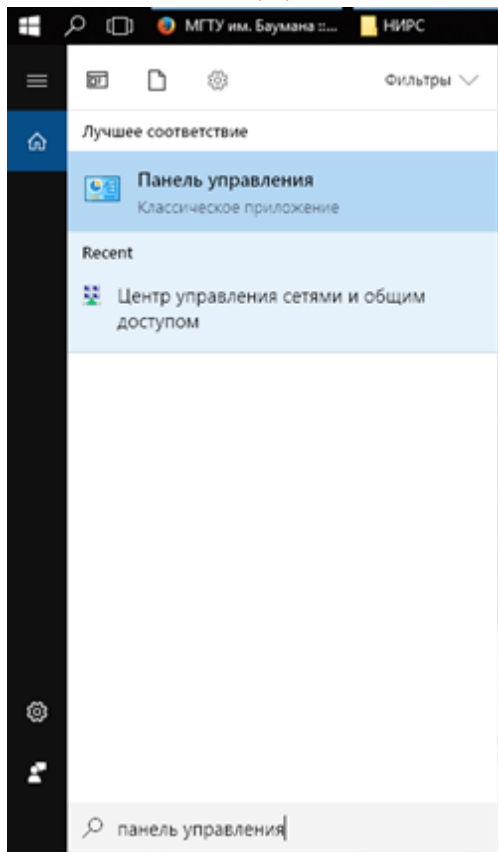 МГТУ им. Баумана ::... НИРС
Фильтры
Лучшее соответствие
Панель управления
Классическое приложение
Recent
Центр управления сетями и общим
доступом
панель управления